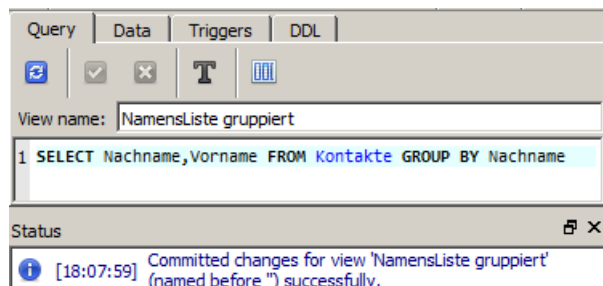 Query Data Triggers DDL
T
View name: NamensListe gruppiert
1 SELECT Nachname,Vorname FROM Kontakte GROUP BY Nachname
Status
[18:07:59] Committed changes for view 'NamensListe gruppiert'
(named before '') successfully.